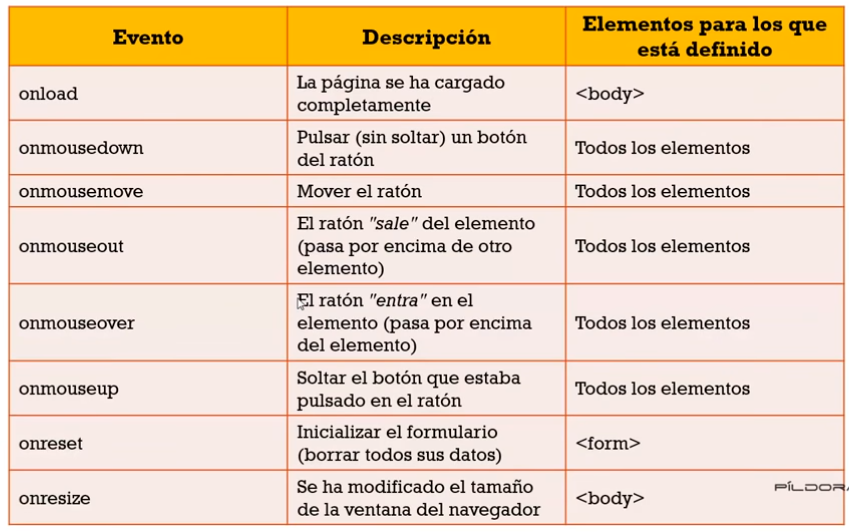 Evento
Descripción
Elementos para los que
está definido
onload
La página se ha cargado
completamente
<body>
onmousedown
Pulsar (sin soltar) un botón
del ratón
Todos los elementos
onmousemove
Mover el ratón
Todos los elementos
onmouseout
El ratón "sale" del elemento
(pasa por encima de otro
elemento)
Todos los elementos
onmouseover
El ratón "entra" en el
elemento (pasa por encima
del elemento)
Todos los elementos
onmouseup
Soltar el botón que estaba
pulsado en el ratón
Todos los elementos
onreset
Inicializar el formulario
(borrar todos sus datos)
<form>
onresize
Se ha modificado el tamaño
de la ventana del navegador
<body>